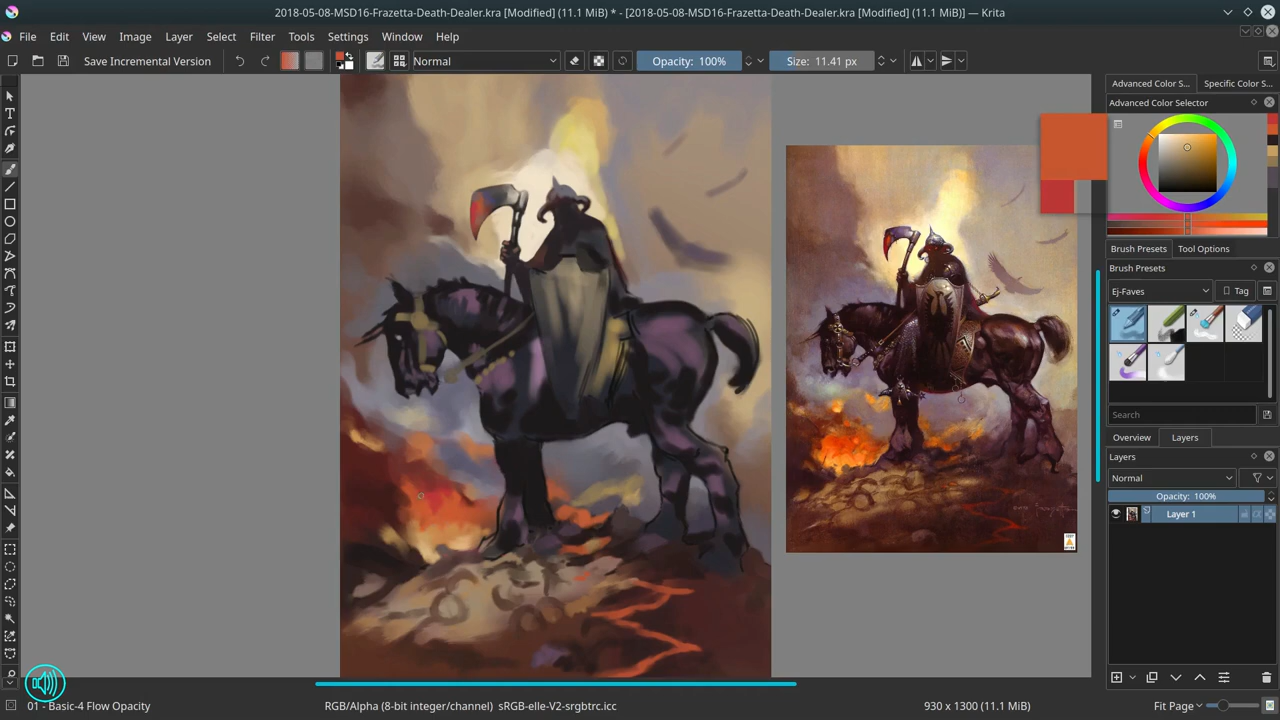 2018-05-08-MSD16-Frazetta-Death-Dealer.kra [Modified] (11.1 MiB) * - [2018-05-08-MSD16-Frazetta-Death-Dealer.kra [Modified] (11.1 MiB)] — Krita
File Edit View Image Layer Select Filter Tools Settings Window Help
Save Incremental Version Normal Opacity: 100% Size: 11.41 px
Advanced Color S... Specific Color S...
Advanced Color Selector
Brush Presets Tool Options
Brush Presets
Ej-Faves Tag
Search
Overview Layers
Layers
Normal
Opacity: 100%
Layer 1
01 - Basic-4 Flow Opacity RGB/Alpha (8-bit integer/channel) sRGB-elle-V2-srgbtrc.icc 930 x 1300 (11.1 MiB) Fit Page